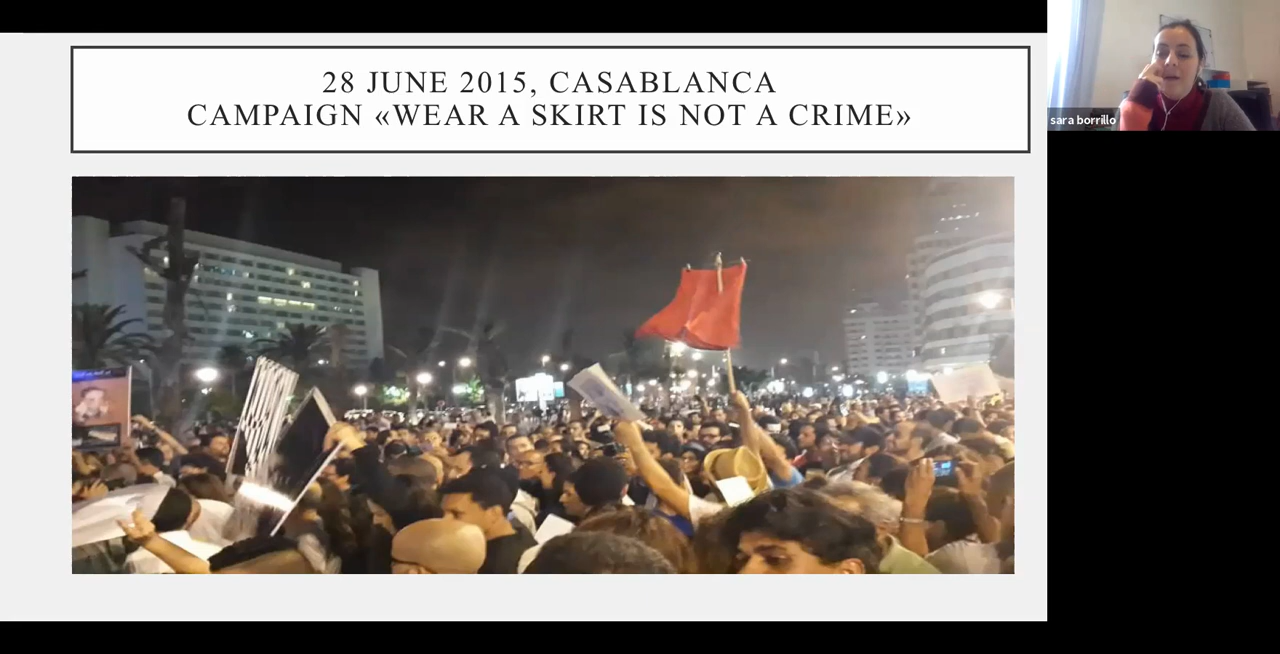 28 JUNE 2015, CASABLANCA
CAMPAIGN «WEAR A SKIRT IS NOT A CRIME»
sara borrillo